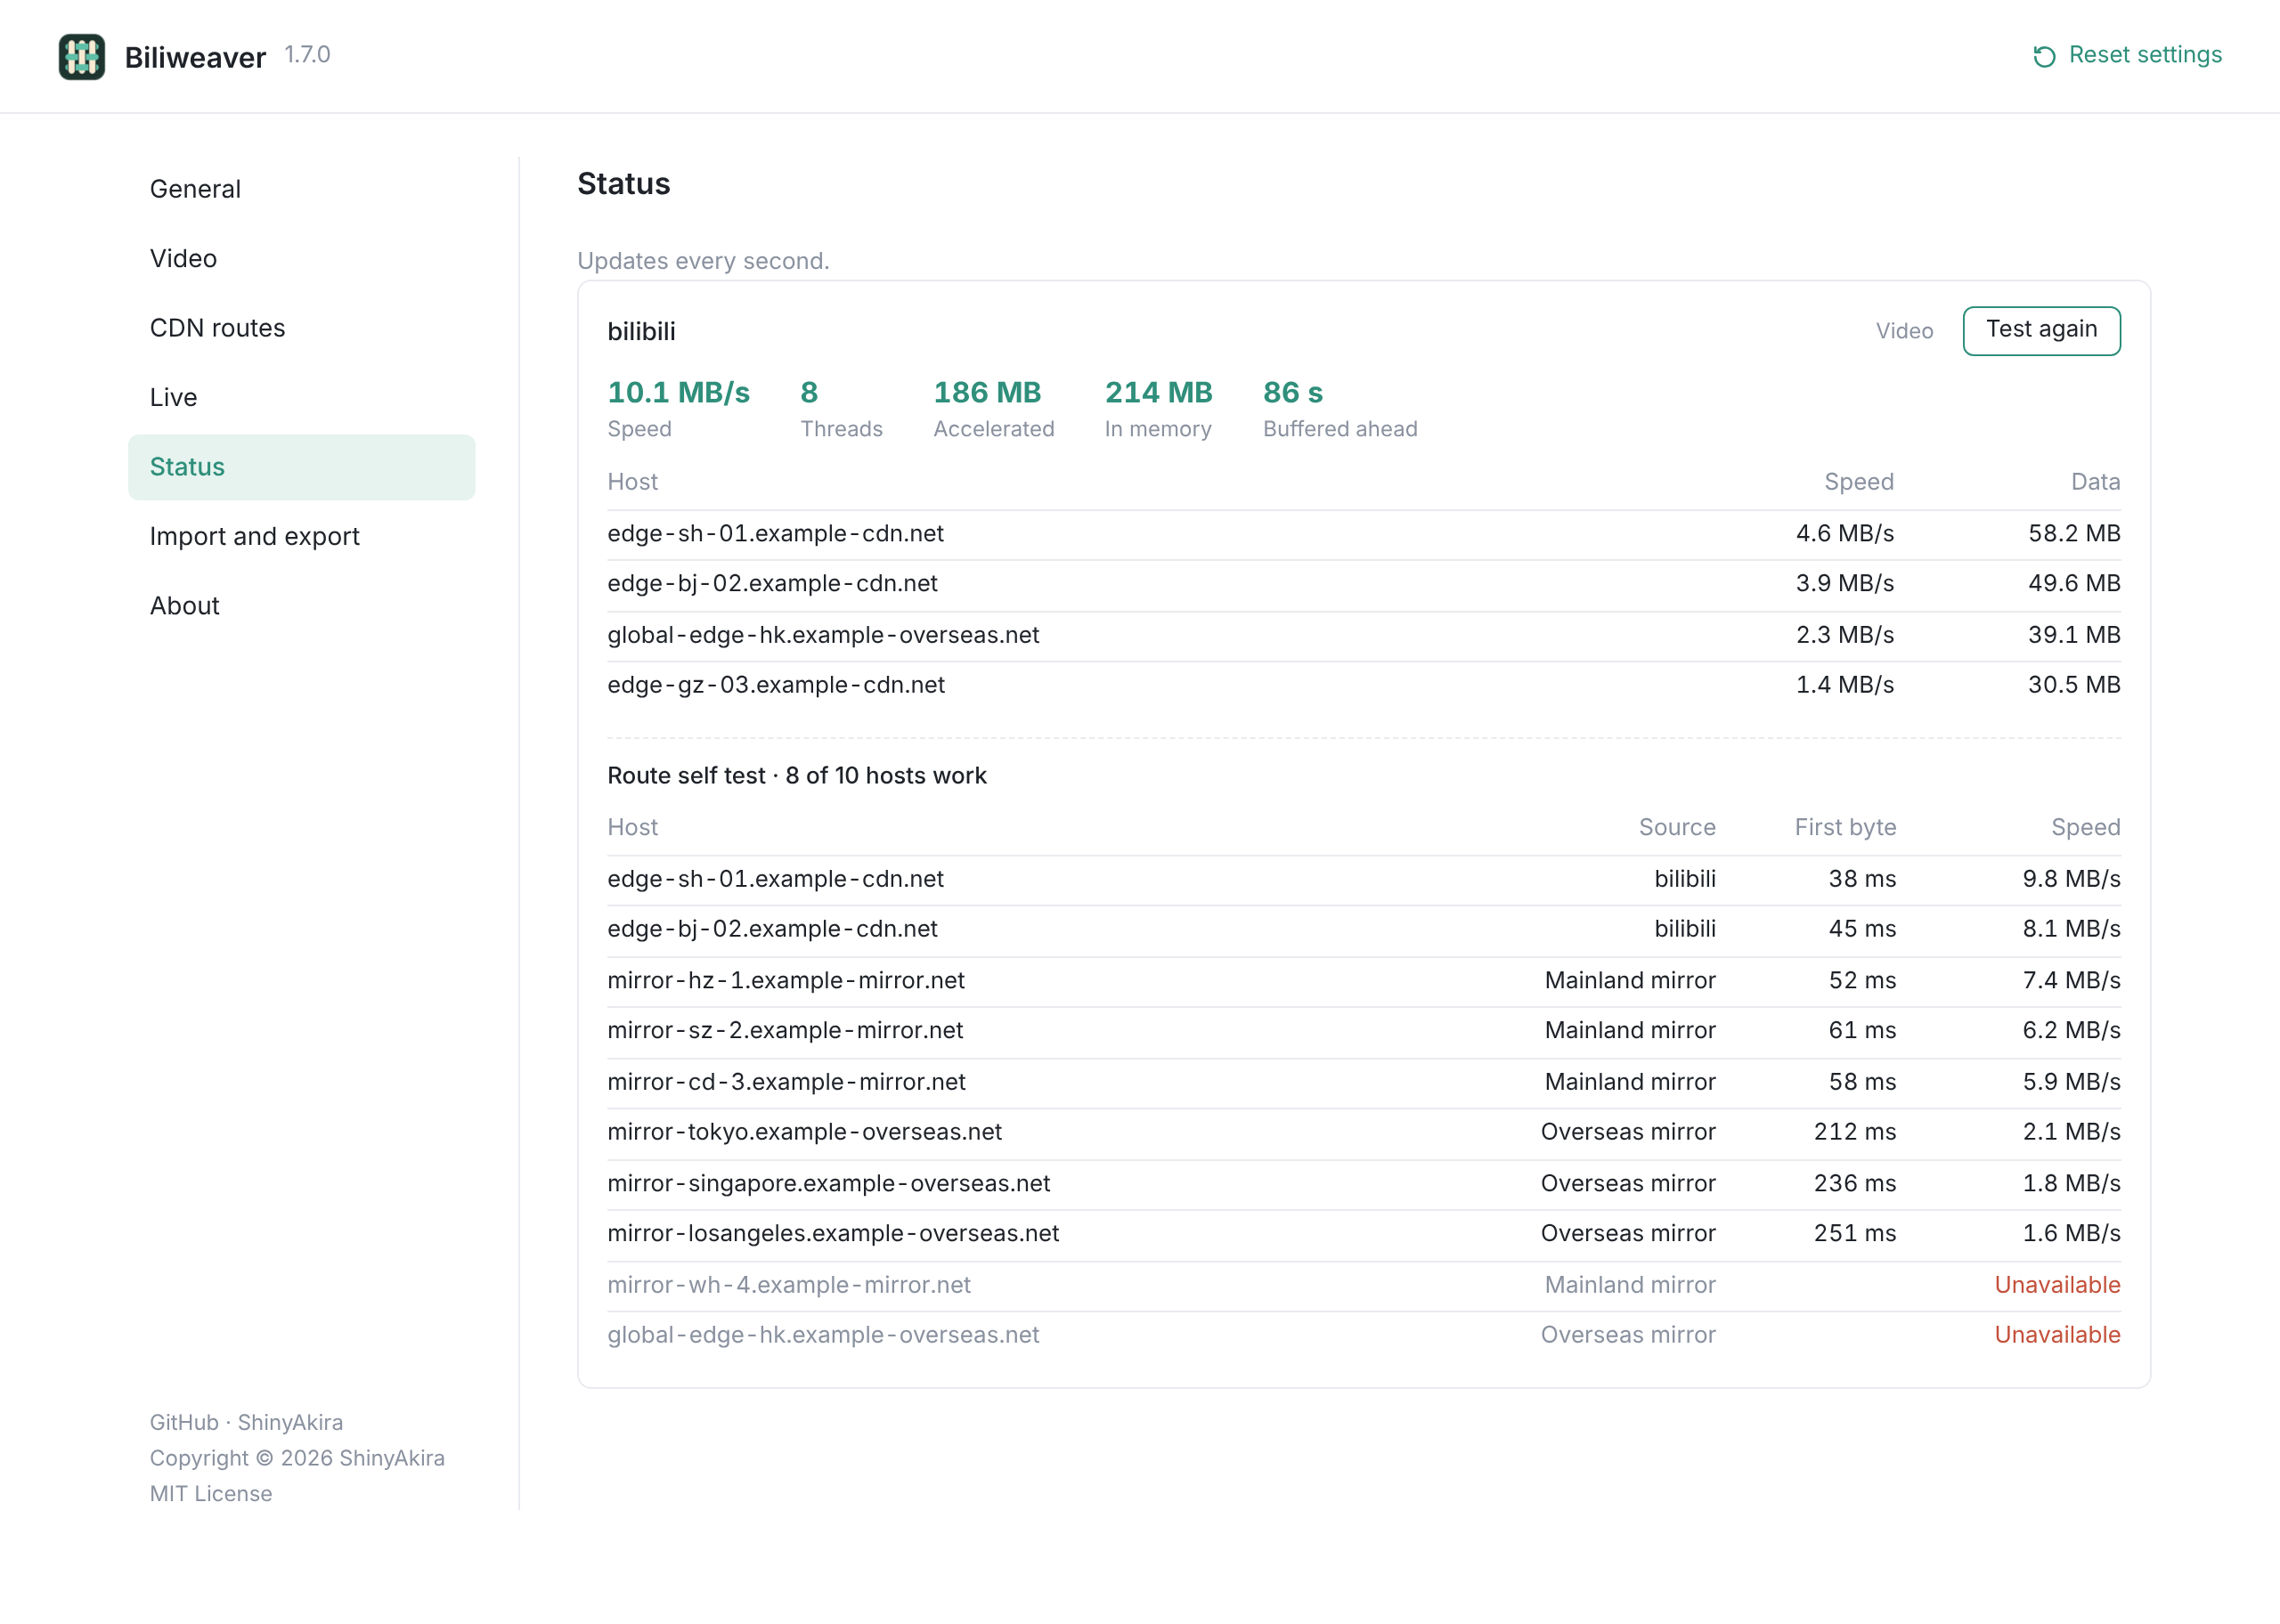 Biliweaver 1.7.0
Reset settings
General
Video
CDN routes
Live
Status
Import and export
About
GitHub · ShinyAkira
Copyright © 2026 ShinyAkira
MIT License
Status
Updates every second.
bilibili Video Test again
10.1 MB/s 8 186 MB 214 MB 86 s
Speed Threads Accelerated In memory Buffered ahead
Host Speed Data
edge-sh-01.example-cdn.net 4.6 MB/s 58.2 MB
edge-bj-02.example-cdn.net 3.9 MB/s 49.6 MB
global-edge-hk.example-overseas.net 2.3 MB/s 39.1 MB
edge-gz-03.example-cdn.net 1.4 MB/s 30.5 MB
Route self test · 8 of 10 hosts work
Host Source First byte Speed
edge-sh-01.example-cdn.net bilibili 38 ms 9.8 MB/s
edge-bj-02.example-cdn.net bilibili 45 ms 8.1 MB/s
mirror-hz-1.example-mirror.net Mainland mirror 52 ms 7.4 MB/s
mirror-sz-2.example-mirror.net Mainland mirror 61 ms 6.2 MB/s
mirror-cd-3.example-mirror.net Mainland mirror 58 ms 5.9 MB/s
mirror-tokyo.example-overseas.net Overseas mirror 212 ms 2.1 MB/s
mirror-singapore.example-overseas.net Overseas mirror 236 ms 1.8 MB/s
mirror-losangeles.example-overseas.net Overseas mirror 251 ms 1.6 MB/s
mirror-wh-4.example-mirror.net Mainland mirror Unavailable
global-edge-hk.example-overseas.net Overseas mirror Unavailable